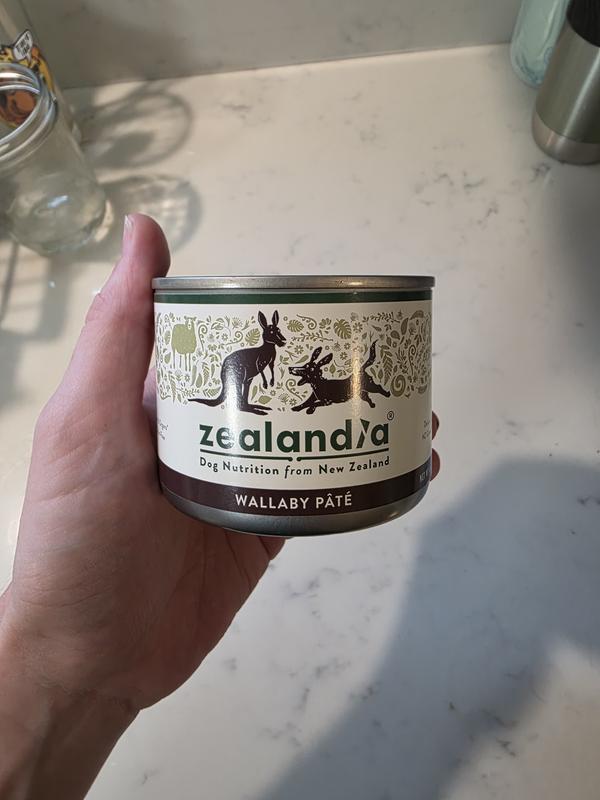 zealandia®
Dog Nutrition from New Zealand
WALLABY PÂTÉ